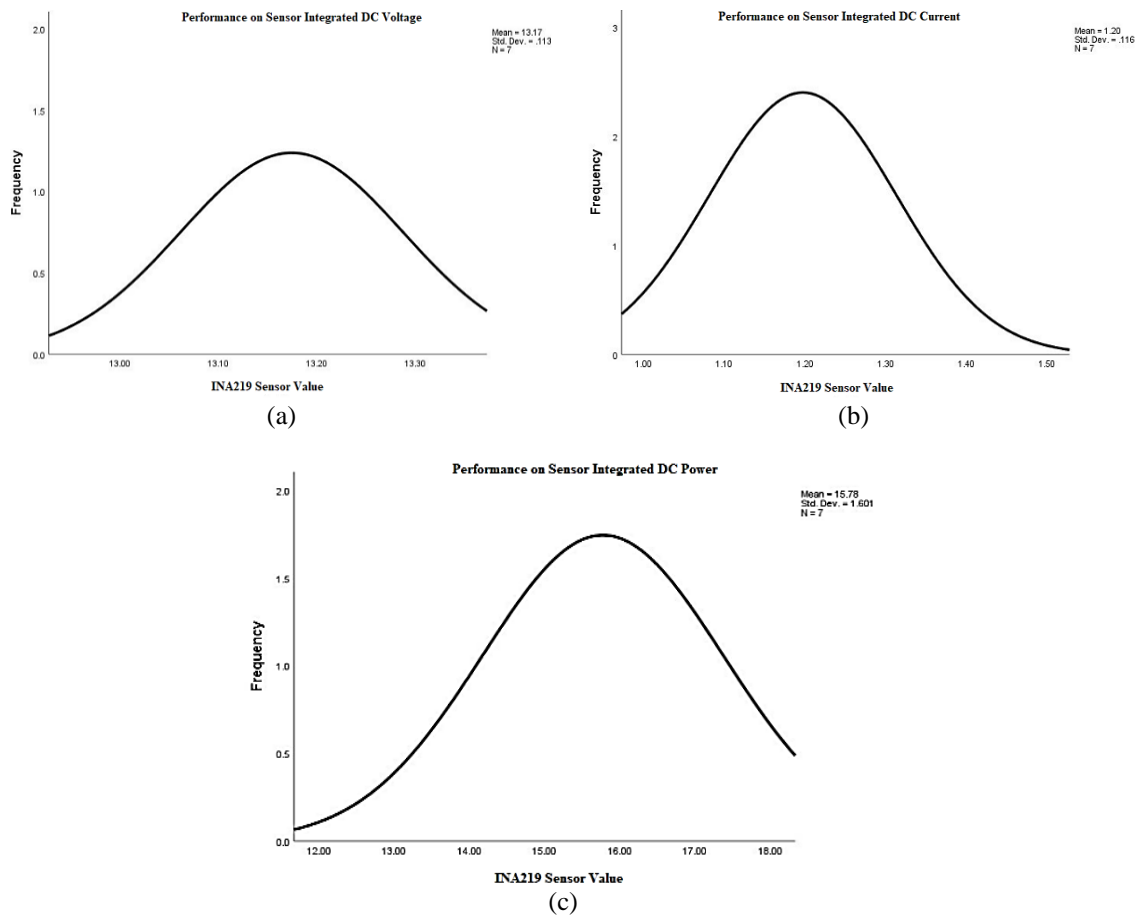 Performance on Sensor Integrated DC Voltage
Mean = 13.17
Std. Dev. = .113
N = 7
2.0
1.5
1.0
0.5
0.0
Frequency
13.00 13.10 13.20 13.30
INA219 Sensor Value
(a)
Performance on Sensor Integrated DC Current
Mean = 1.20
Std. Dev. = .116
N = 7
3
2
1
0
Frequency
1.00 1.10 1.20 1.30 1.40 1.50
INA219 Sensor Value
(b)
Performance on Sensor Integrated DC Power
Mean = 15.78
Std. Dev. = 1.601
N = 7
2.0
1.5
1.0
0.5
0.0
Frequency
12.00 13.00 14.00 15.00 16.00 17.00 18.00
INA219 Sensor Value
(c)